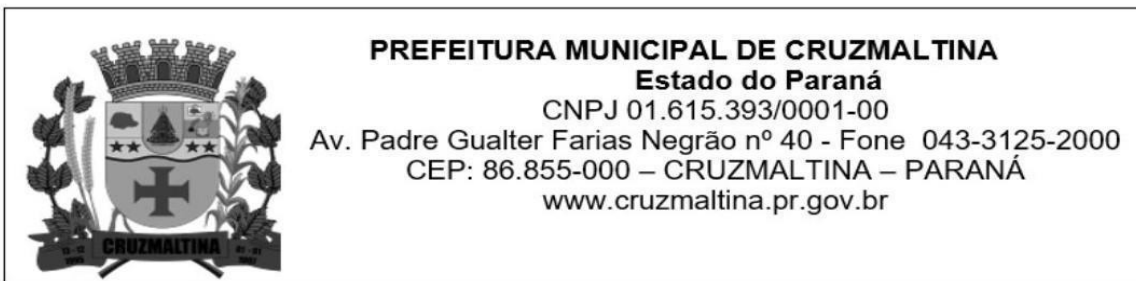 PREFEITURA MUNICIPAL DE CRUZMALTINA
Estado do Paraná
CNPJ 01.615.393/0001-00
Av. Padre Gualter Farias Negrão nº 40 - Fone 043-3125-2000
CEP: 86.855-000 – CRUZMALTINA – PARANÁ
www.cruzmaltina.pr.gov.br
CRUZMALTINA